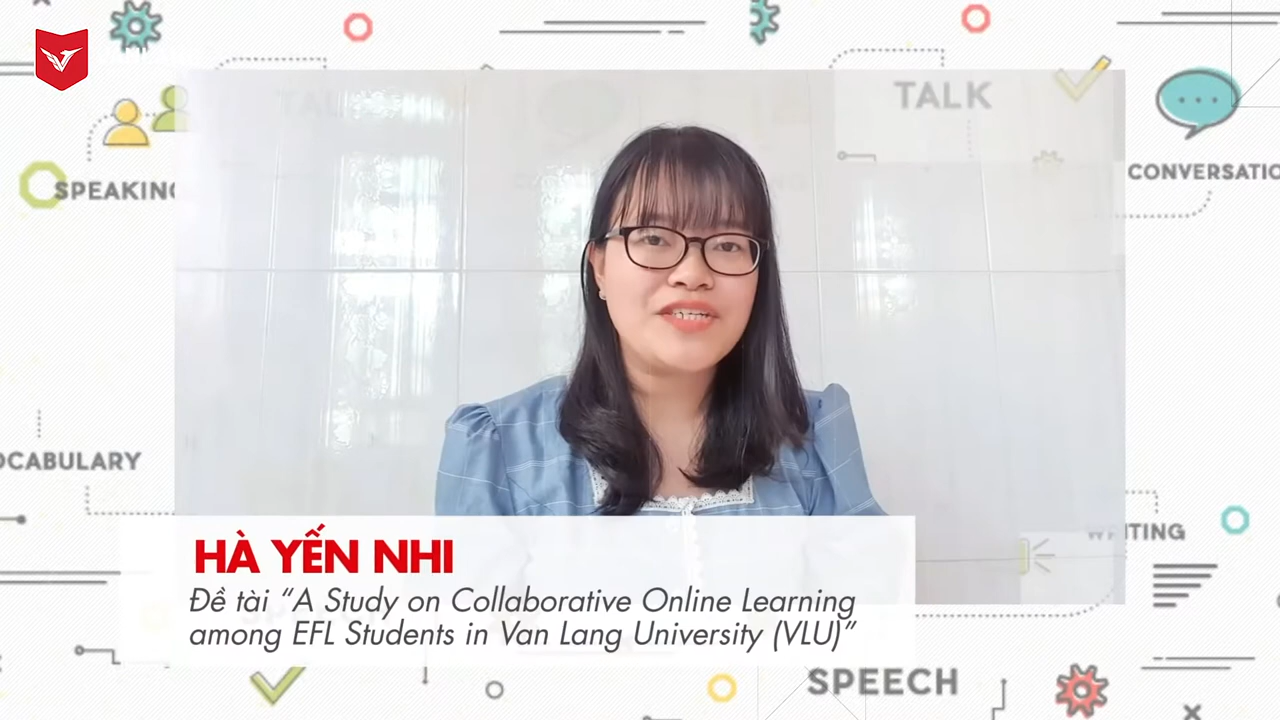 TALK
CONVERSATIO
SPEAKING
OCABULARY
WRITING
HÀ YẾN NHI
Đề tài “A Study on Collaborative Online Learning
among EFL Students in Van Lang University (VLU)”
SPEECH